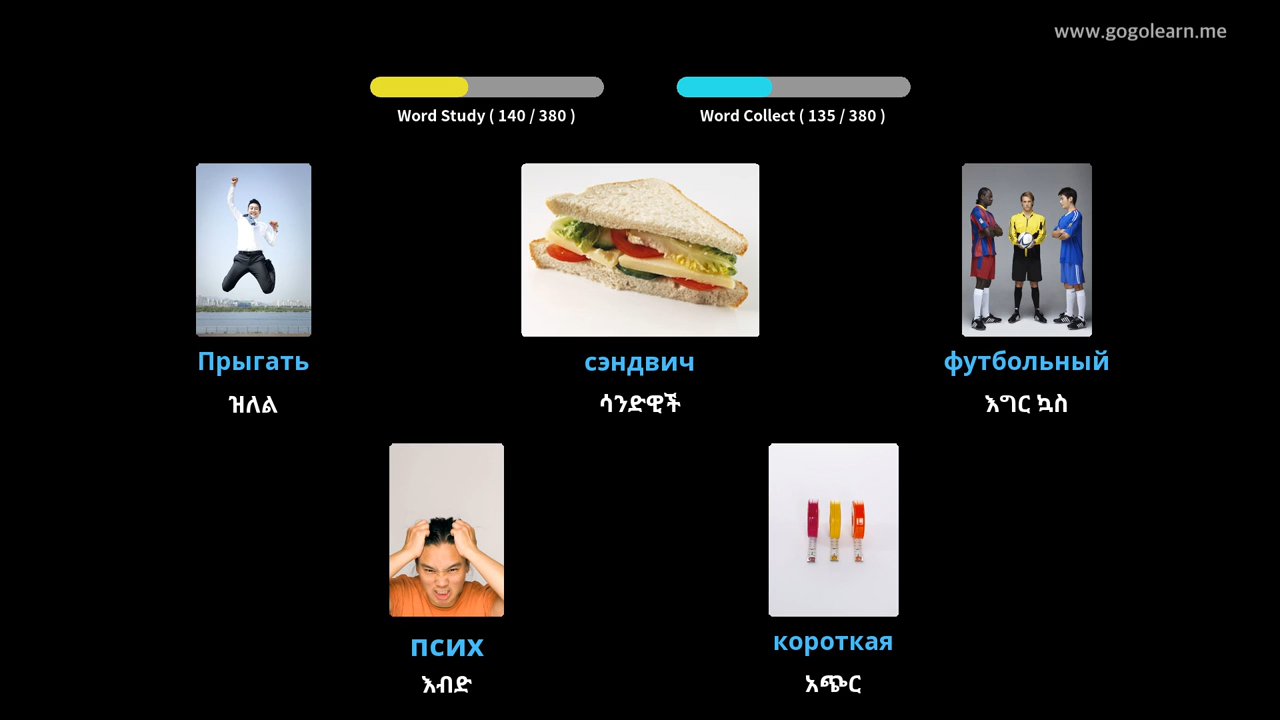 www.gogolearn.me
Word Study ( 140 / 380 )
Word Collect ( 135 / 380 )
Прыгать
ዝለል
сэндвич
ሳንድዊች
футбольный
እግር ኳስ
псих
እብድ
короткая
አጭር